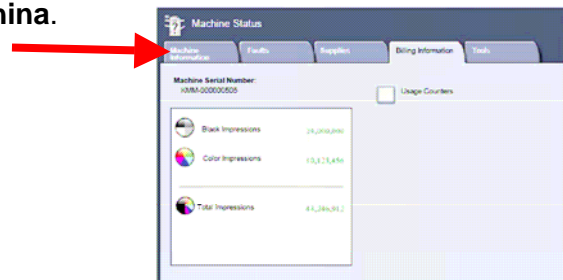 hina.
Machine Status
Machine Information
Faults
Supplies
Billing Information
Tools
Machine Serial Number:
Usage Counters
Black Impressions
Color Impressions
Total Impressions